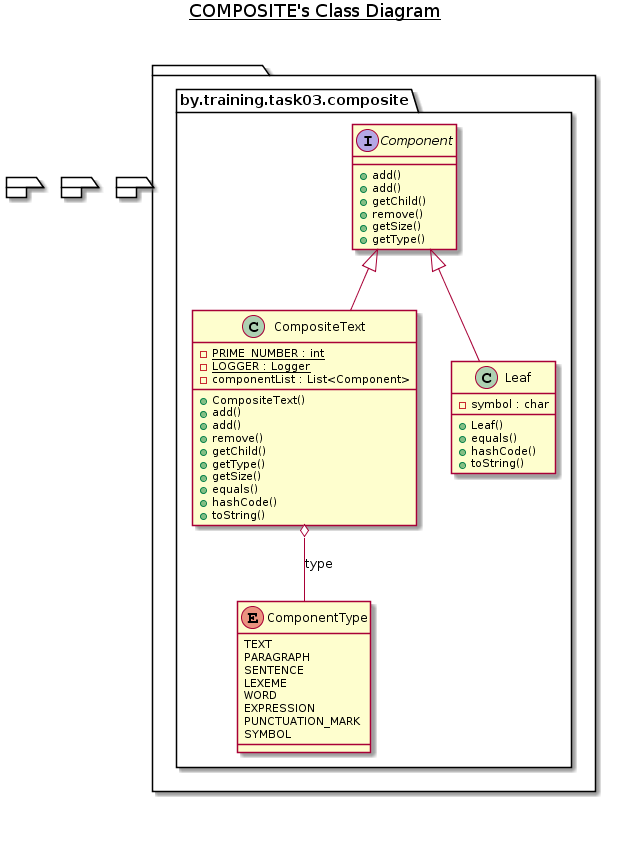 COMPOSITE's Class Diagram
by.training.task03.composite
I Component
add()
add()
getChild()
remove()
getSize()
getType()
C CompositeText
PRIME_NUMBER : int
LOGGER : Logger
componentList : List<Component>
CompositeText()
add()
add()
remove()
getChild()
getType()
getSize()
equals()
hashCode()
toString()
C Leaf
symbol : char
Leaf()
equals()
hashCode()
toString()
type
E ComponentType
TEXT
PARAGRAPH
SENTENCE
LEXEME
WORD
EXPRESSION
PUNCTUATION_MARK
SYMBOL